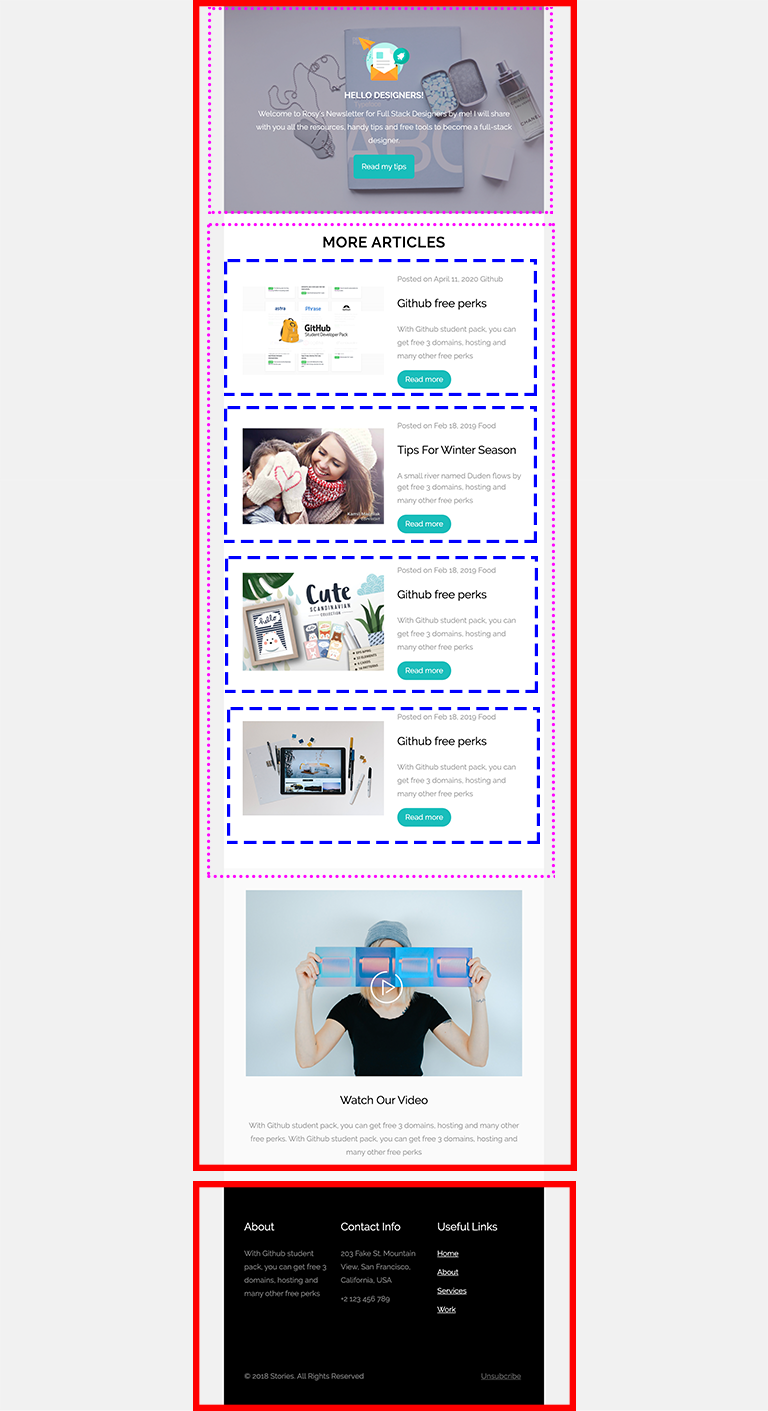 HELLO DESIGNERS!
Welcome to Rosy's Newsletter for Full Stack Designers by me! I will share
with you all the resources, handy tips and free tools to become a full-stack
designer.
Read my tips
ABC
CHANEL
MORE ARTICLES
Posted on April 11, 2020 Github
Github free perks
With Github student pack, you can
get free 3 domains, hosting and
many other free perks
Read more
astra
Phrase
GitHub
Student Developer Pack
Posted on Feb 18, 2019 Food
Tips For Winter Season
A small river named Duden flows by
get free 3 domains, hosting and
many other free perks
Read more
Posted on Feb 18, 2019 Food
Github free perks
With Github student pack, you can
get free 3 domains, hosting and
many other free perks
Read more
Cute
SCANDINAVIAN
COLLECTION
hello
Posted on Feb 18, 2019 Food
Github free perks
With Github student pack, you can
get free 3 domains, hosting and
many other free perks
Read more
Watch Our Video
With Github student pack, you can get free 3 domains, hosting and many other
free perks. With Github student pack, you can get free 3 domains, hosting and
many other free perks
About
With Github student
pack, you can get free 3
domains, hosting and
many other free perks
Contact Info
203 Fake St. Mountain
View, San Francisco,
California, USA
+2 123 456 789
Useful Links
Home
About
Services
Work
© 2018 Stories. All Rights Reserved
Unsubcribe